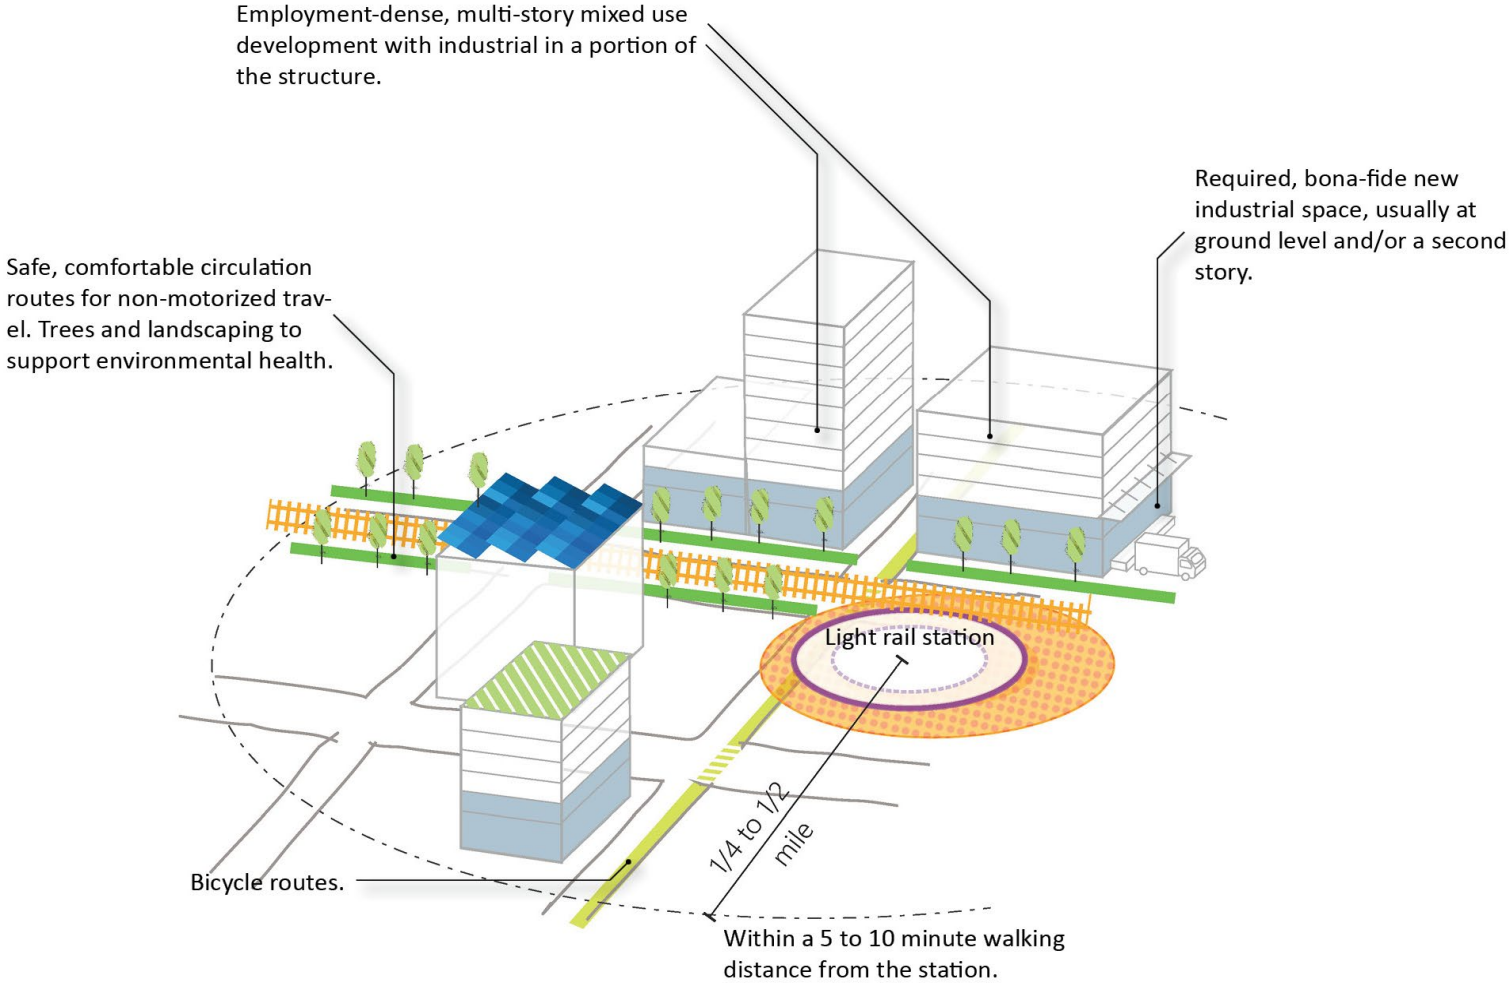 Employment-dense, multi-story mixed use
development with industrial in a portion of
the structure.
Required, bona-fide new
industrial space, usually at
ground level and/or a second
story.
Safe, comfortable circulation
routes for non-motorized trav-
el. Trees and landscaping to
support environmental health.
Light rail station
1/4 to 1/2
mile
Bicycle routes.
Within a 5 to 10 minute walking
distance from the station.